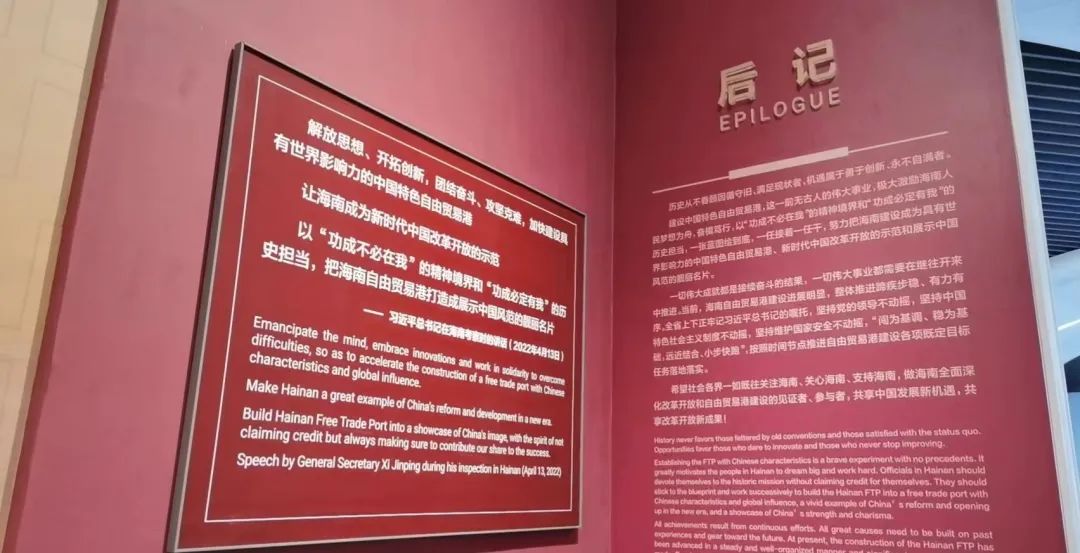 解放思想、开拓创新，团结奋斗、攻坚克难，加快建设具
有世界影响力的中国特色自由贸易港
让海南成为新时代中国改革开放的示范
以“功成不必在我”的精神境界和“功成必定有我”的历
史担当，把海南自由贸易港打造成展示中国风范的靓丽名片
—— 习近平总书记在海南考察时的讲话（2022年4月13日）
Emancipate the mind, embrace innovations and work in solidarity to overcome
difficulties, so as to accelerate the construction of a free trade port with Chinese
characteristics and global influence.
Make Hainan a great example of China's reform and development in a new era.
Build Hainan Free Trade Port into a showcase of China's image, with the spirit of not
claiming credit but always making sure to contribute our share to the success.
Speech by General Secretary Xi Jinping during his inspection in Hainan (April 13, 2022)
后记
EPILOGUE
历史从不眷顾因循守旧、满足现状者，机遇属于勇于创新、永不自满者。
建设中国特色自由贸易港，这一前无古人的伟大事业，极大激励海南人
民梦想为舟，奋楫笃行，以“功成不必在我”的精神境界和“功成必定有我”的
历史担当，一张蓝图绘到底，一任接着一任干，努力把海南建设成为具有世
界影响力的中国特色自由贸易港、新时代中国改革开放的示范和展示中国
风范的靓丽名片。
一切伟大成就都是接续奋斗的结果，一切伟大事业都需要在继往开来
中推进。当前，海南自由贸易港建设进展明显，整体推进蹄疾步稳、有力有
序，全省上下正牢记习近平总书记的嘱托，坚持党的领导不动摇，坚持中国
特色社会主义制度不动摇，坚持维护国家安全不动摇，“闯为基调、稳为基
础，远近结合、小步快跑”，按照时间节点推进自由贸易港建设各项既定目标
任务落地落实。
希望社会各界一如既往关注海南、关心海南、支持海南，做海南全面深
化改革开放和自由贸易港建设的见证者、参与者，共享中国发展新机遇，共
享改革开放新成果！
History never favors those fettered by old conventions and those satisfied with the status quo.
Opportunities favor those who dare to innovate and those who never stop improving.
Establishing the FTP with Chinese characteristics is a brave experiment with no precedents. It
greatly motivates the people in Hainan to dream big and work hard. Officials in Hainan should
devote themselves to the historic mission without claiming credit for themselves. They should
stick to the blueprint and work successively to build the Hainan FTP into a free trade port with
Chinese characteristics and global influence, a vivid example of China's reform and opening
up in the new era, and a showcase of China's strength and charisma.
All achievements result from continuous efforts. All great causes need to be built on past
experiences and gear toward the future. At present, the construction of the Hainan FTP has
been advanced in a steady and well-organized manner